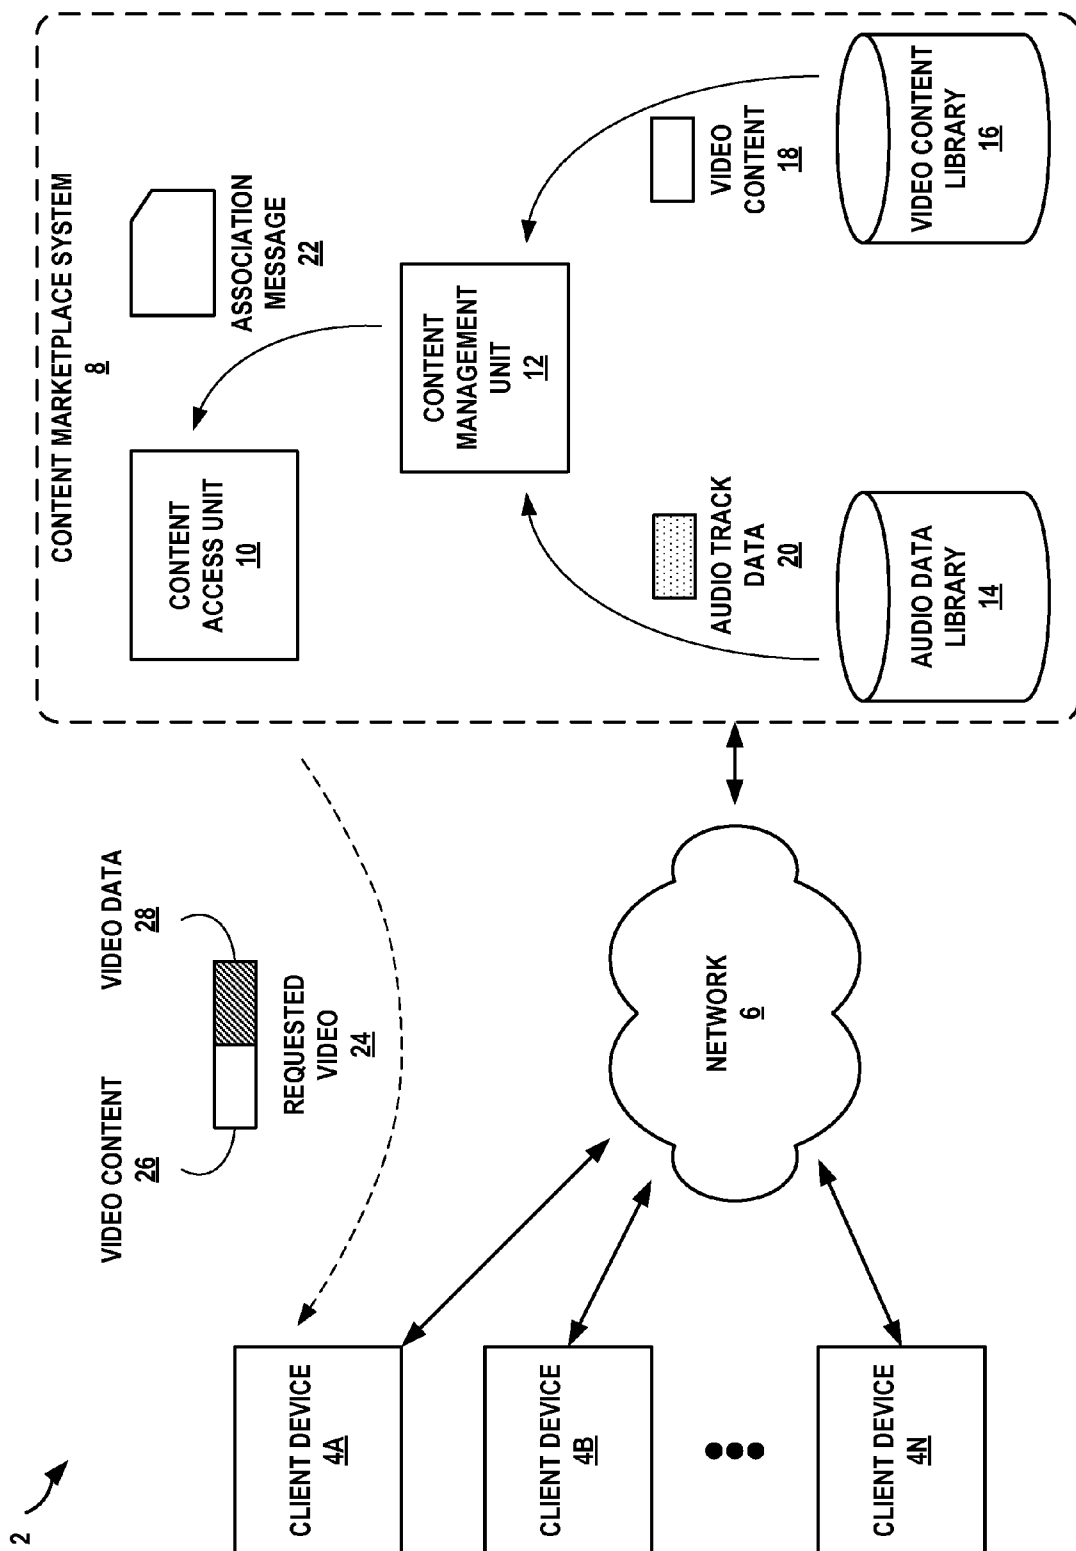 2
CLIENT DEVICE
4A
CLIENT DEVICE
4B
CLIENT DEVICE
4N
VIDEO CONTENT
26
VIDEO DATA
28
REQUESTED
VIDEO
24
NETWORK
6
CONTENT MARKETPLACE SYSTEM
8
CONTENT
ACCESS UNIT
10
ASSOCIATION
MESSAGE
22
CONTENT
MANAGEMENT
UNIT
12
AUDIO TRACK
DATA
20
VIDEO
CONTENT
18
AUDIO DATA
LIBRARY
14
VIDEO CONTENT
LIBRARY
16